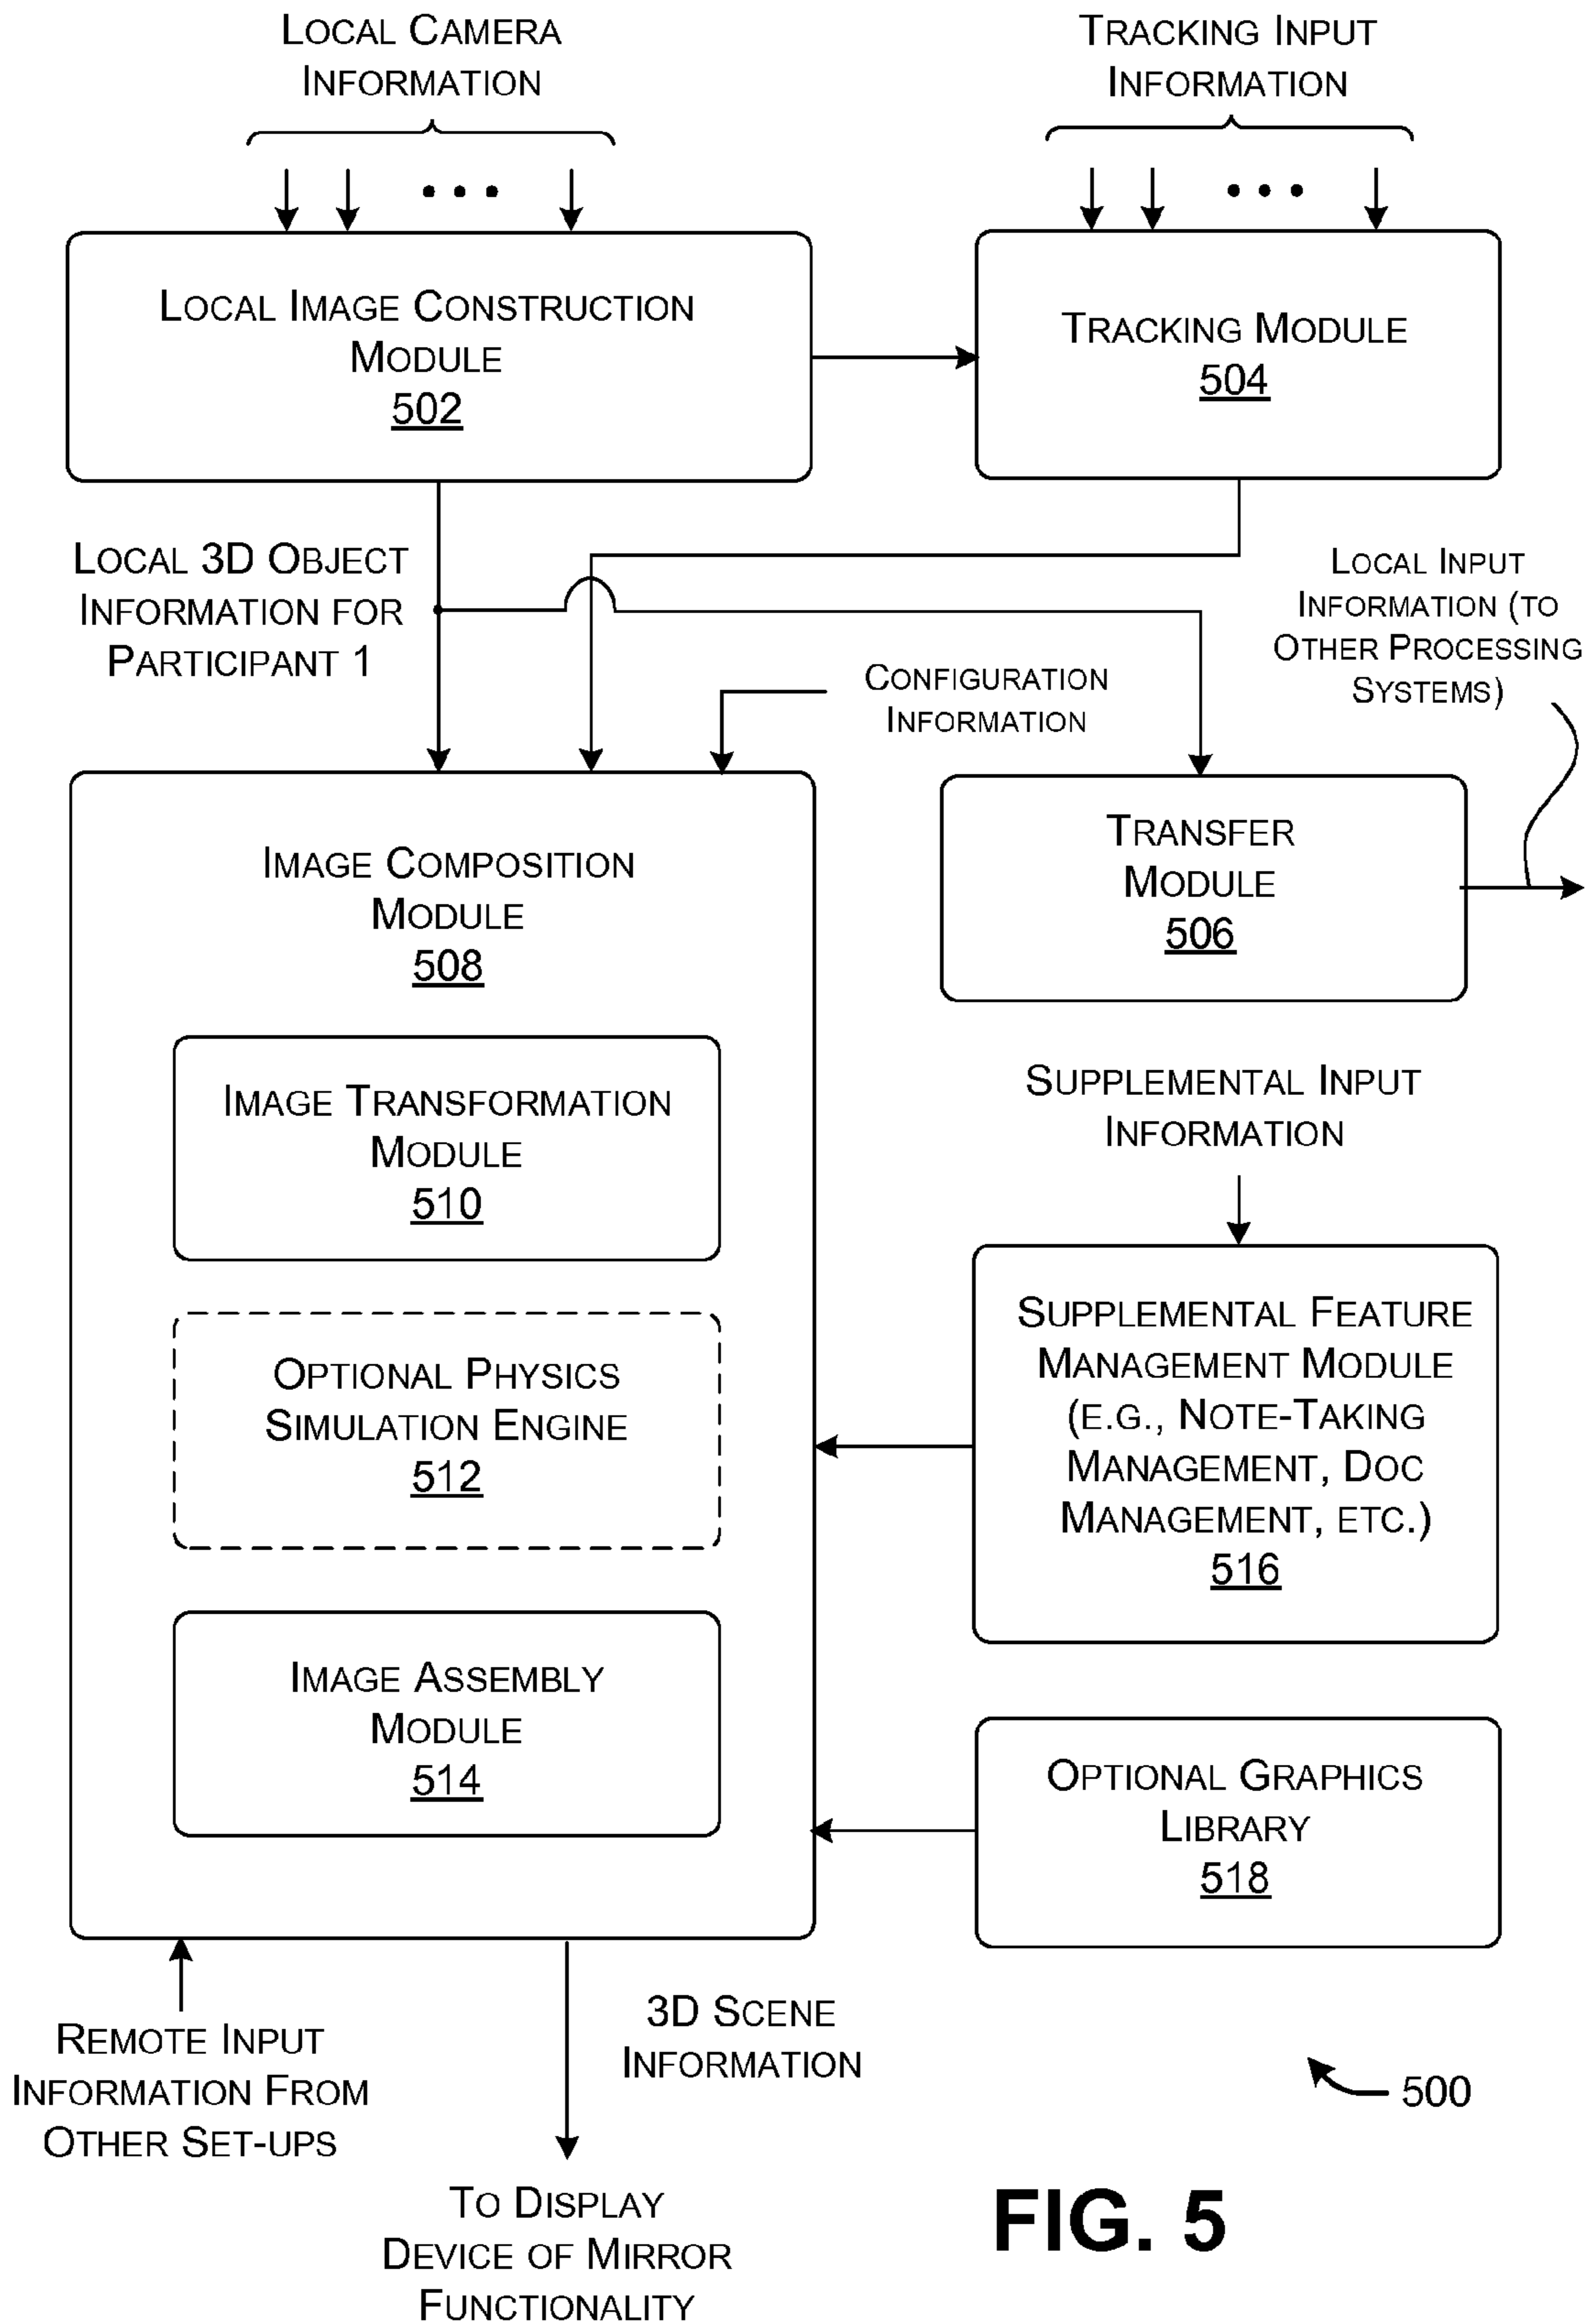 LOCAL CAMERA
INFORMATION
TRACKING INPUT
INFORMATION
LOCAL IMAGE CONSTRUCTION
MODULE
502
TRACKING MODULE
504
LOCAL 3D OBJECT
INFORMATION FOR
PARTICIPANT 1
LOCAL INPUT
INFORMATION (TO
OTHER PROCESSING
SYSTEMS)
CONFIGURATION
INFORMATION
IMAGE COMPOSITION
MODULE
508
TRANSFER
MODULE
506
IMAGE TRANSFORMATION
MODULE
510
SUPPLEMENTAL INPUT
INFORMATION
OPTIONAL PHYSICS
SIMULATION ENGINE
512
SUPPLEMENTAL FEATURE
MANAGEMENT MODULE
(E.G., NOTE-TAKING
MANAGEMENT, DOC
MANAGEMENT, ETC.)
516
IMAGE ASSEMBLY
MODULE
514
OPTIONAL GRAPHICS
LIBRARY
518
REMOTE INPUT
INFORMATION FROM
OTHER SET-UPS
3D SCENE
INFORMATION
500
TO DISPLAY
DEVICE OF MIRROR
FUNCTIONALITY
FIG. 5